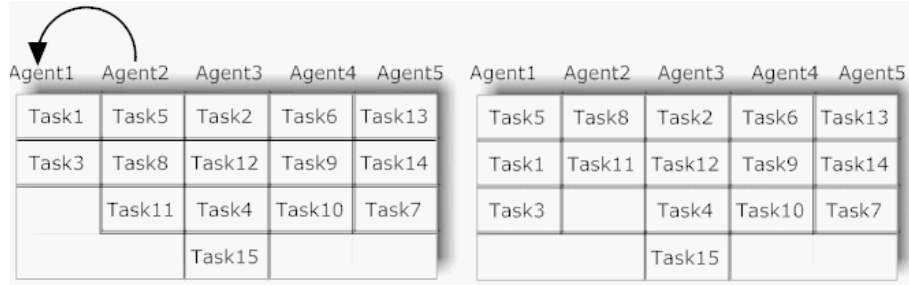 Agent1 Agent2 Agent3 Agent4 Agent5
Task1 Task5 Task2 Task6 Task13
Task3 Task8 Task12 Task9 Task14
Task11 Task4 Task10 Task7
Task15
Agent1 Agent2 Agent3 Agent4 Agent5
Task5 Task8 Task2 Task6 Task13
Task1 Task11 Task12 Task9 Task14
Task3 Task4 Task10 Task7
Task15